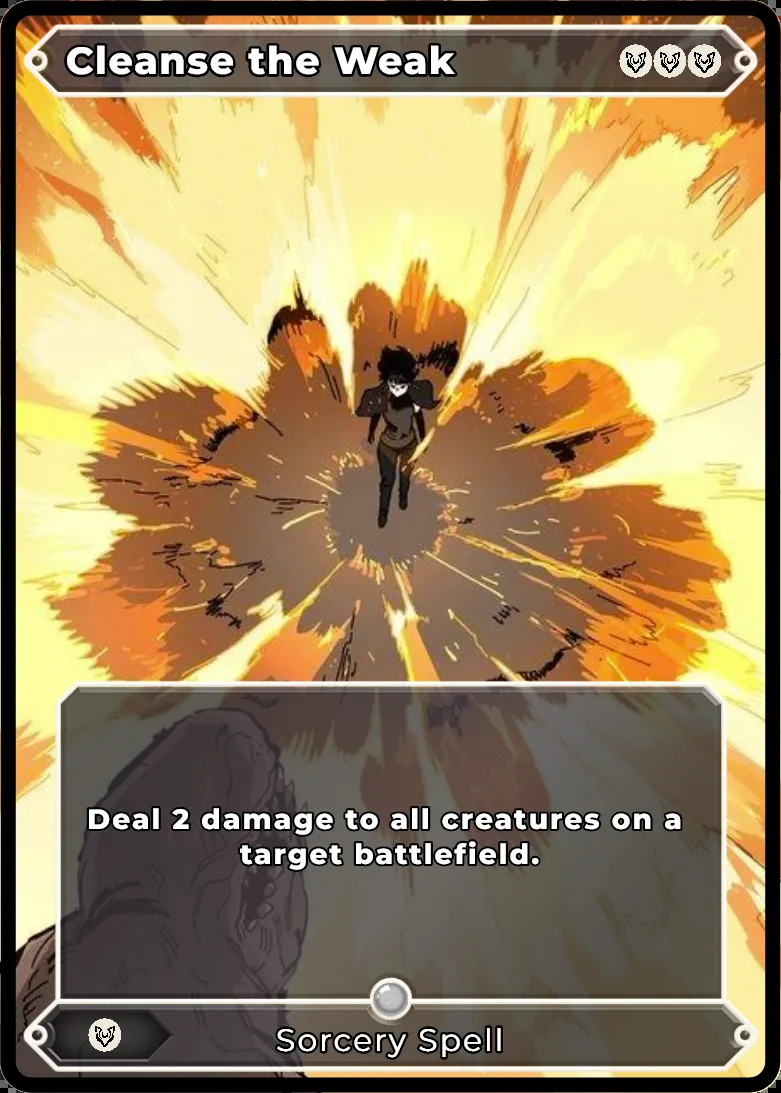 Cleanse the Weak
Deal 2 damage to all creatures on a
target battlefield.
Sorcery Spell